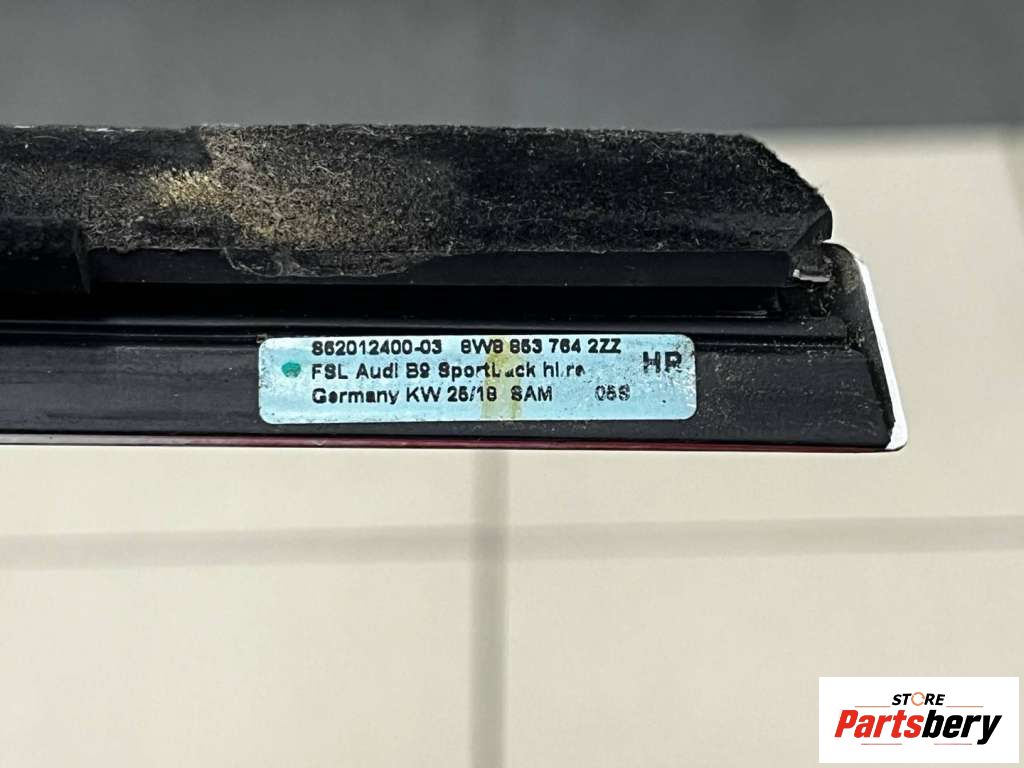 862012400-03 8W8 853 764 2ZZ
FSL Audi B9 Sportback hi.re HR
Germany KW 25/18 SAM 05S
STORE
Partsbery